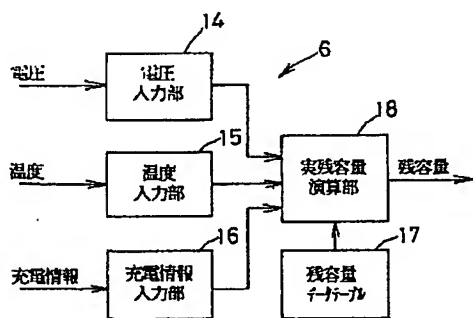 14
6
電圧
電圧
入力部
18
15
温度
温度
入力部
実残容量
演算部
残容量
16
17
充電情報
充電情報
入力部
残容量
データテーブル